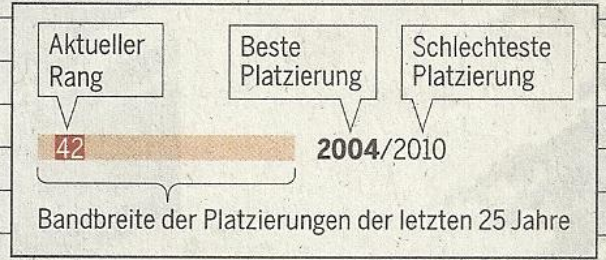 Aktueller
Rang
Beste
Platzierung
Schlechteste
Platzierung
42
2004/2010
Bandbreite der Platzierungen der letzten 25 Jahre